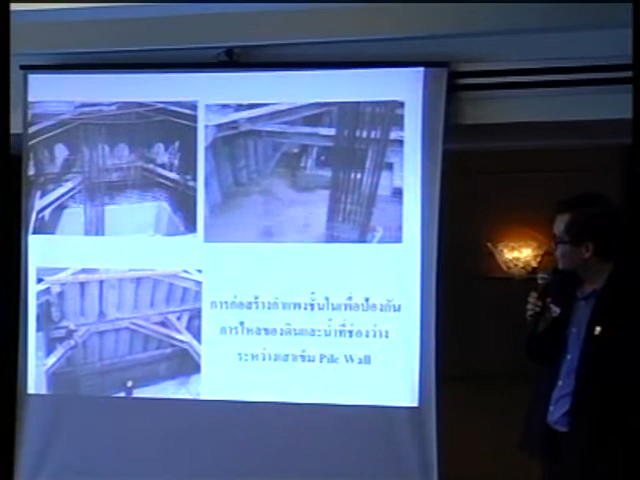 การก่อสร้างกำแพงชั้นในเพื่อป้องกัน
การไหลของดินและน้ำที่ช่องว่าง
ระหว่างเสาเข็ม Pile Wall